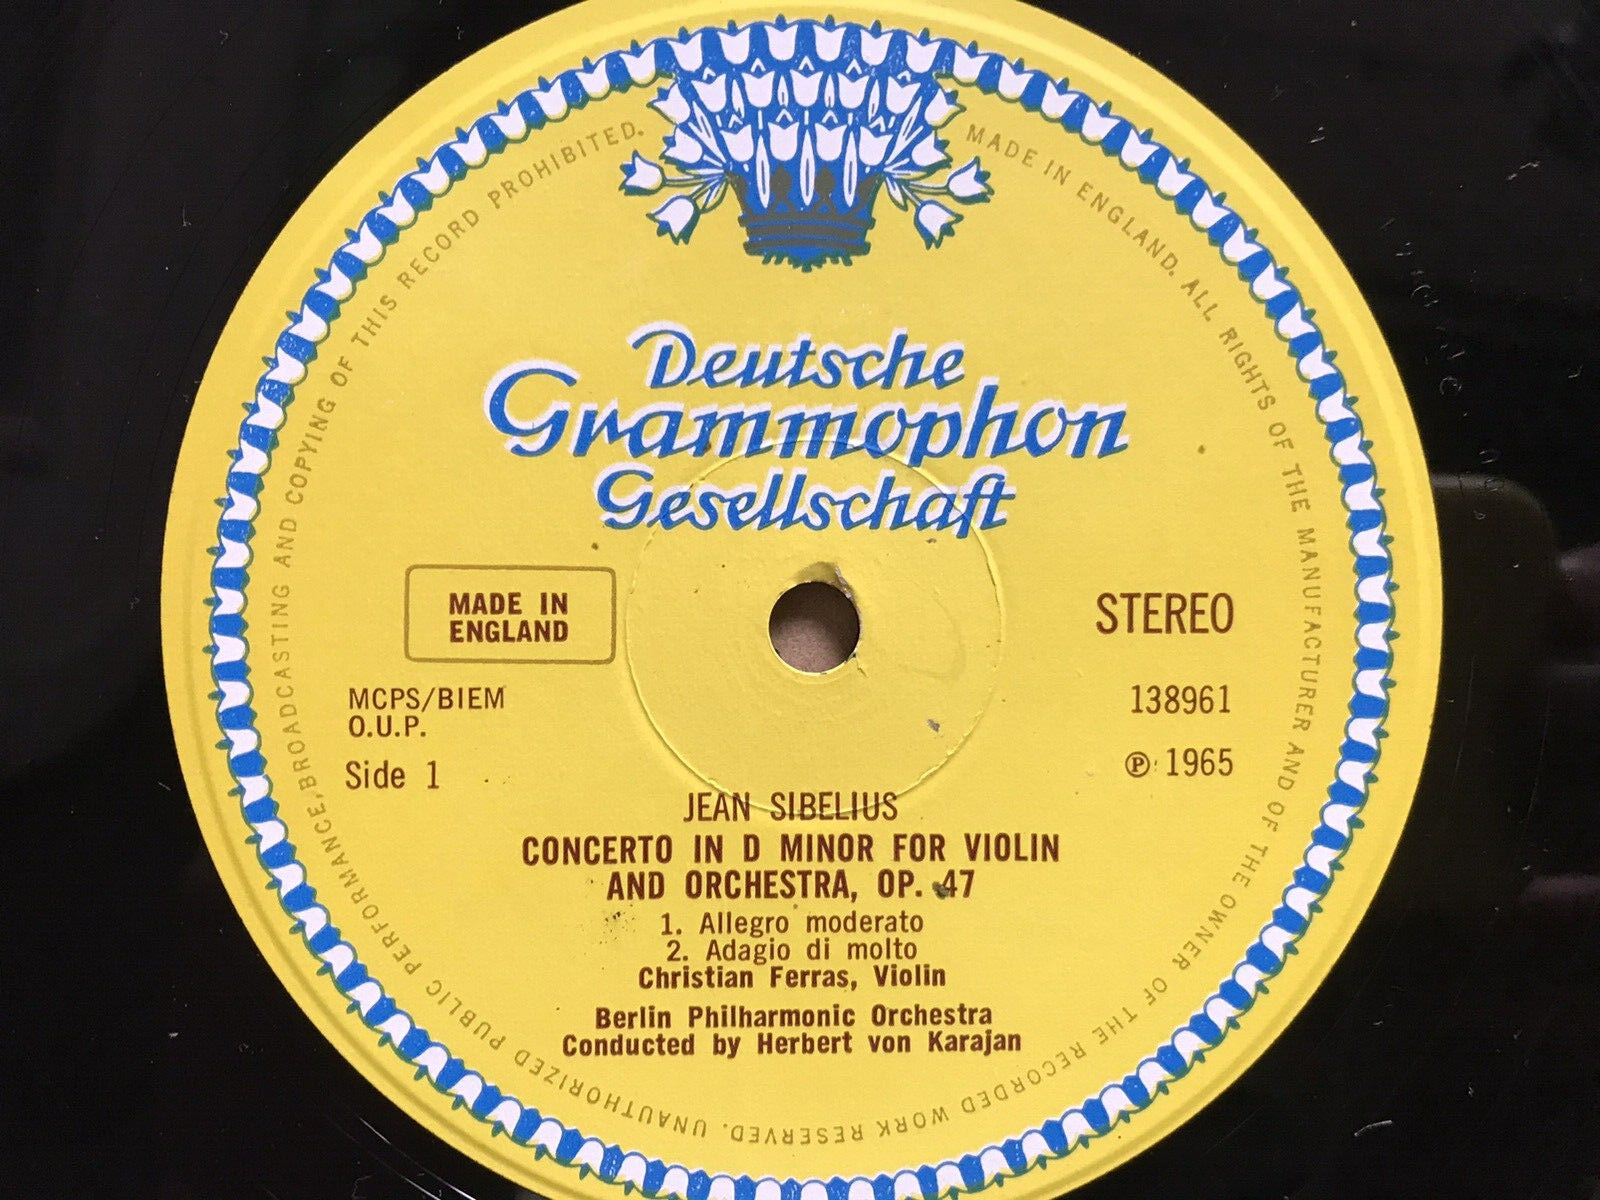 MADE IN ENGLAND. ALL RIGHTS OF THE MANUFACTURER AND OF THE OWNER OF THE RECORDED WORK RESERVED. UNAUTHORIZED PUBLIC PERFORMANCE, BROADCASTING AND COPYING OF THIS RECORD PROHIBITED.
Deutsche
Grammophon
Gesellschaft
MADE IN
ENGLAND
STEREO
MCPS/BIEM
O.U.P.
138961
Side 1
℗ 1965
JEAN SIBELIUS
CONCERTO IN D MINOR FOR VIOLIN
AND ORCHESTRA, OP. 47
1. Allegro moderato
2. Adagio di molto
Christian Ferras, Violin
Berlin Philharmonic Orchestra
Conducted by Herbert von Karajan